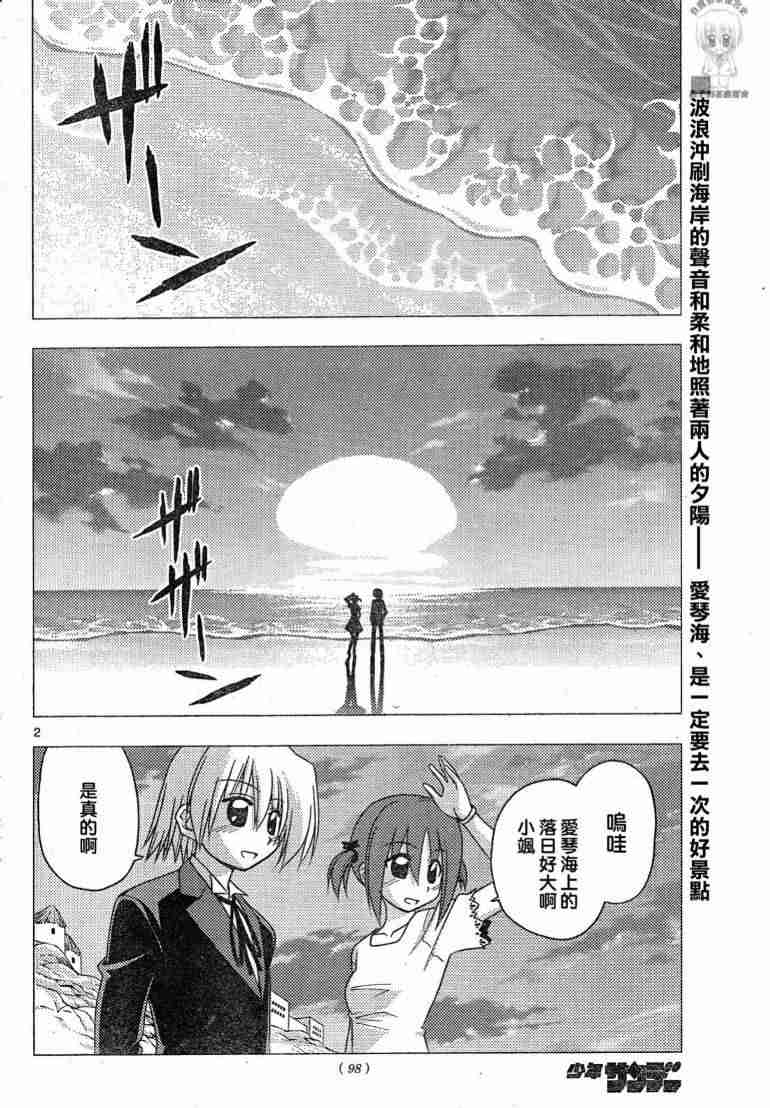 波浪沖刷海岸的聲音和柔和地照著兩人的夕陽——愛琴海、是一定要去一次的好景點
ザザ
ザン
ザザ
ザン
2
嗚哇
愛琴海上的
落日好大啊
小颯
是真的啊
(98)
少年サンデー